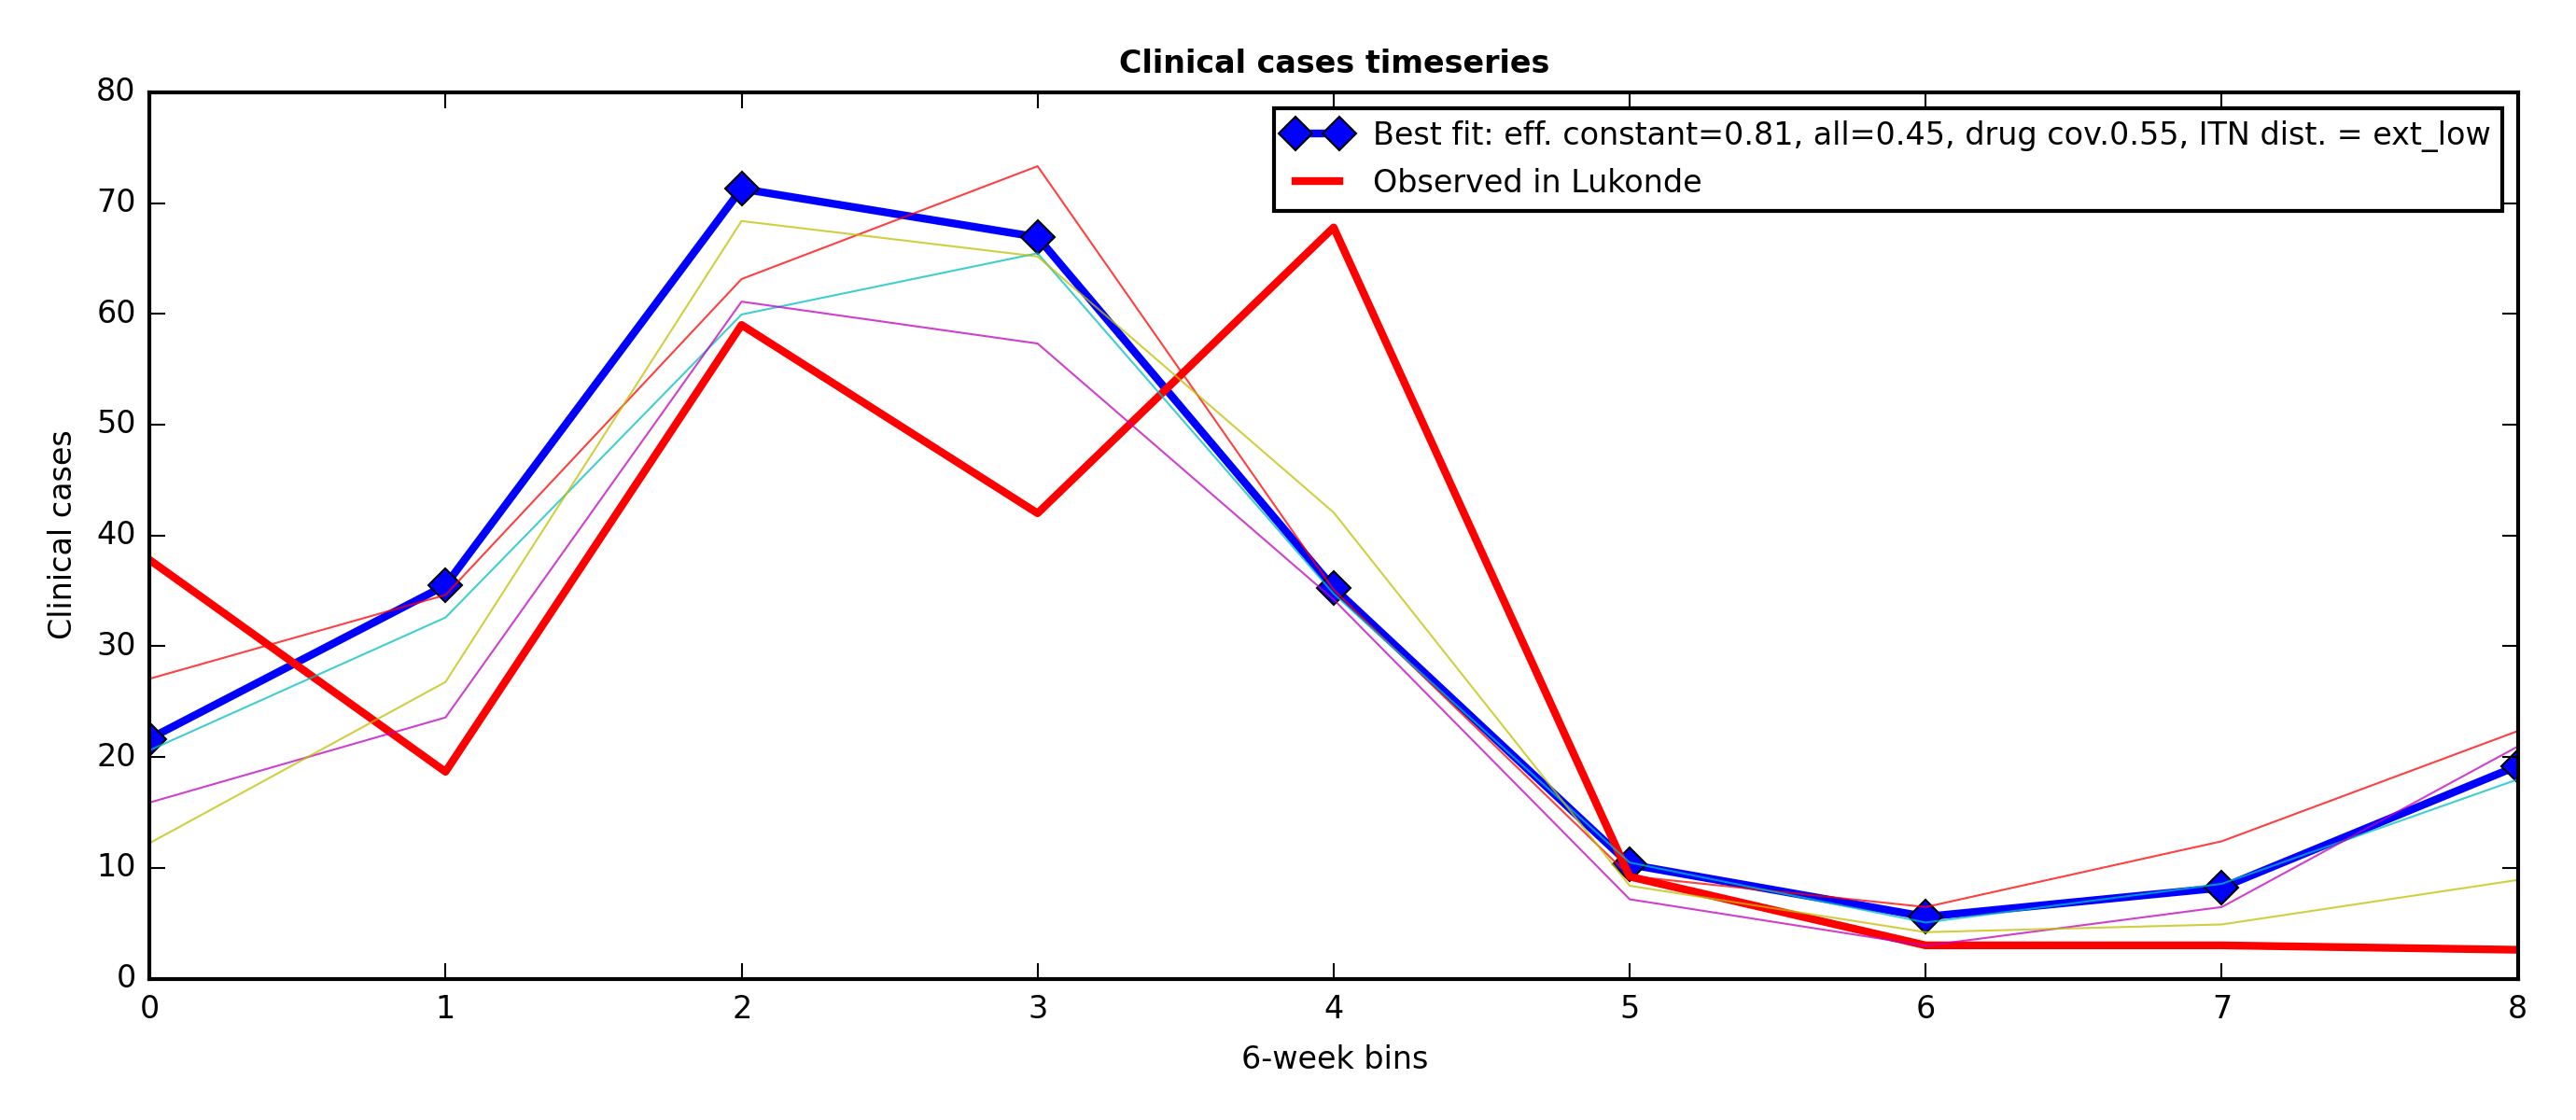 Clinical cases timeseries
80
70
60
50
40
30
20
10
0
Clinical cases
Best fit: eff. constant=0.81, all=0.45, drug cov.0.55, ITN dist. = ext_low
Observed in Lukonde
0 1 2 3 4 5 6 7 8
6-week bins